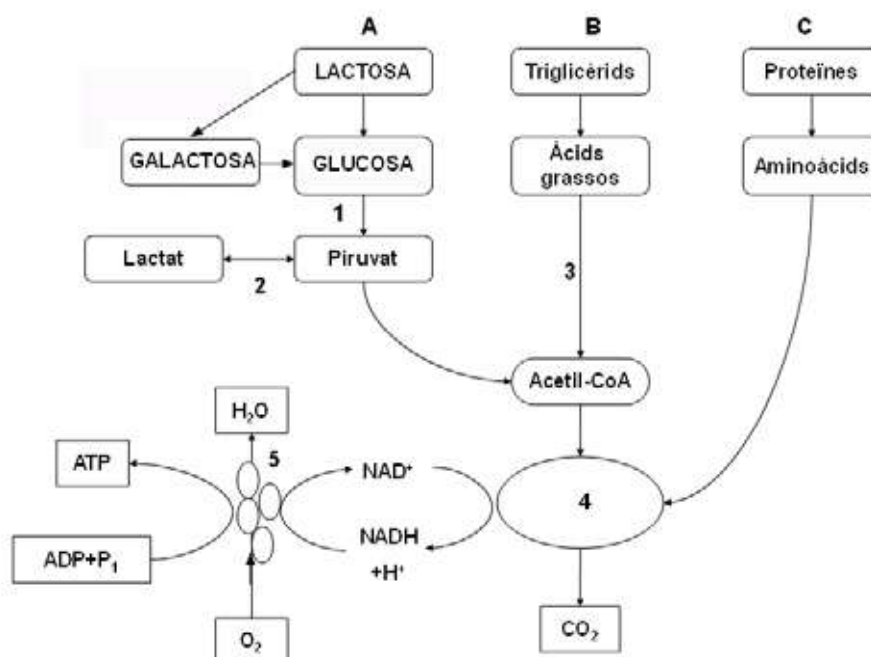 A
B
C
LACTOSA
Triglicèrids
Proteïnes
GALACTOSA
GLUCOSA
Àcids
grassos
Aminoàcids
1
Lactat
Piruvat
2
3
Acetil-CoA
H₂O
ATP
5
NAD⁺
4
NADH
+H⁺
ADP+P₁
O₂
CO₂